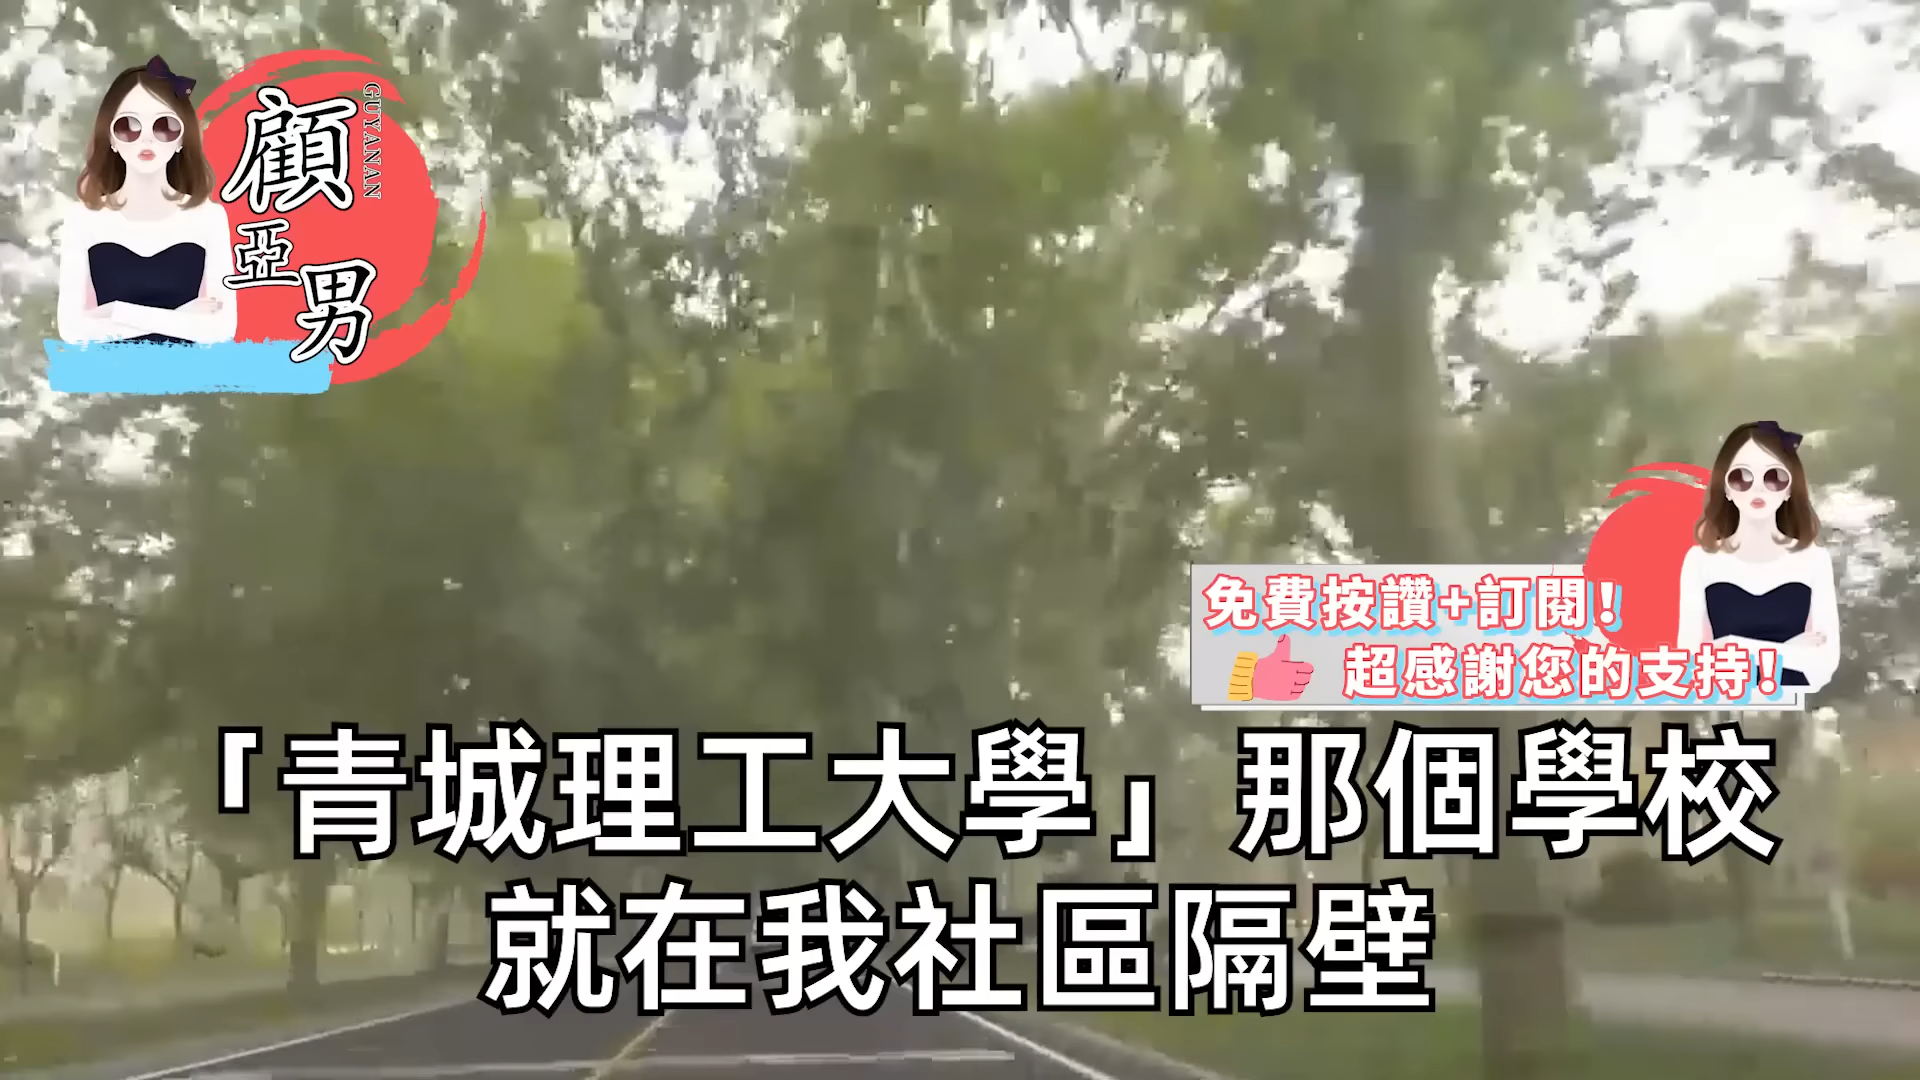 顧亞男
GUYANAN
免費按讚+訂閱!
超感謝您的支持!
「青城理工大學」那個學校
就在我社區隔壁